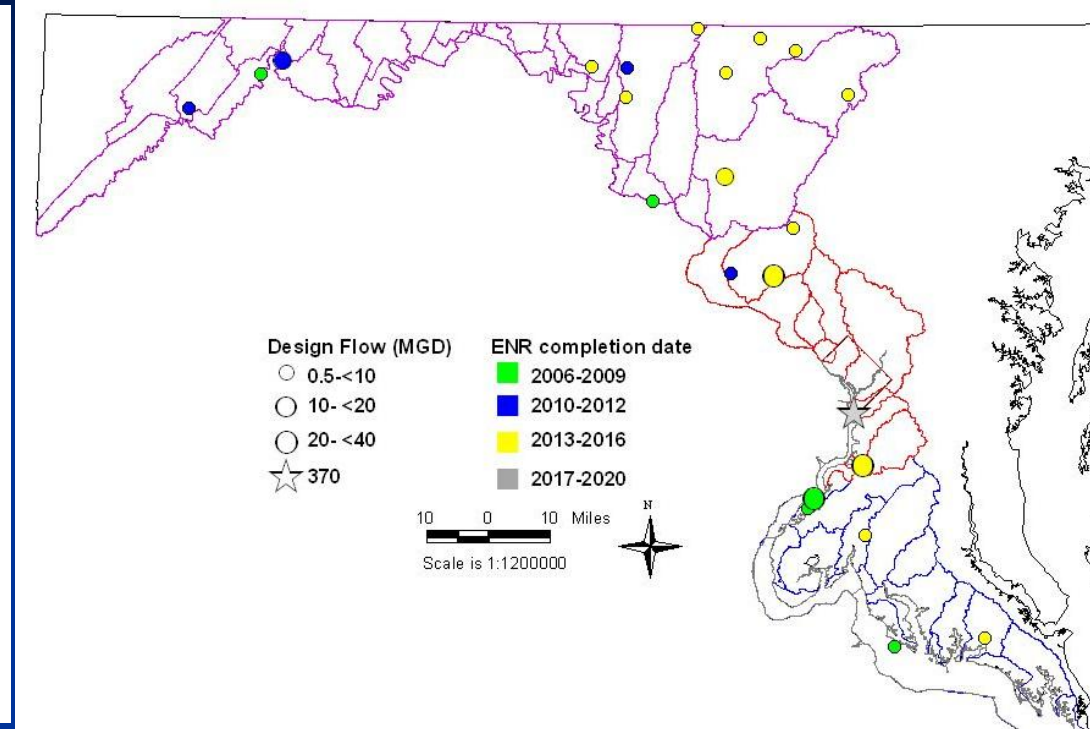 Design Flow (MGD)
0.5-<10
10- <20
20- <40
370
ENR completion date
2006-2009
2010-2012
2013-2016
2017-2020
10 0 10 Miles
Scale is 1:1200000
N